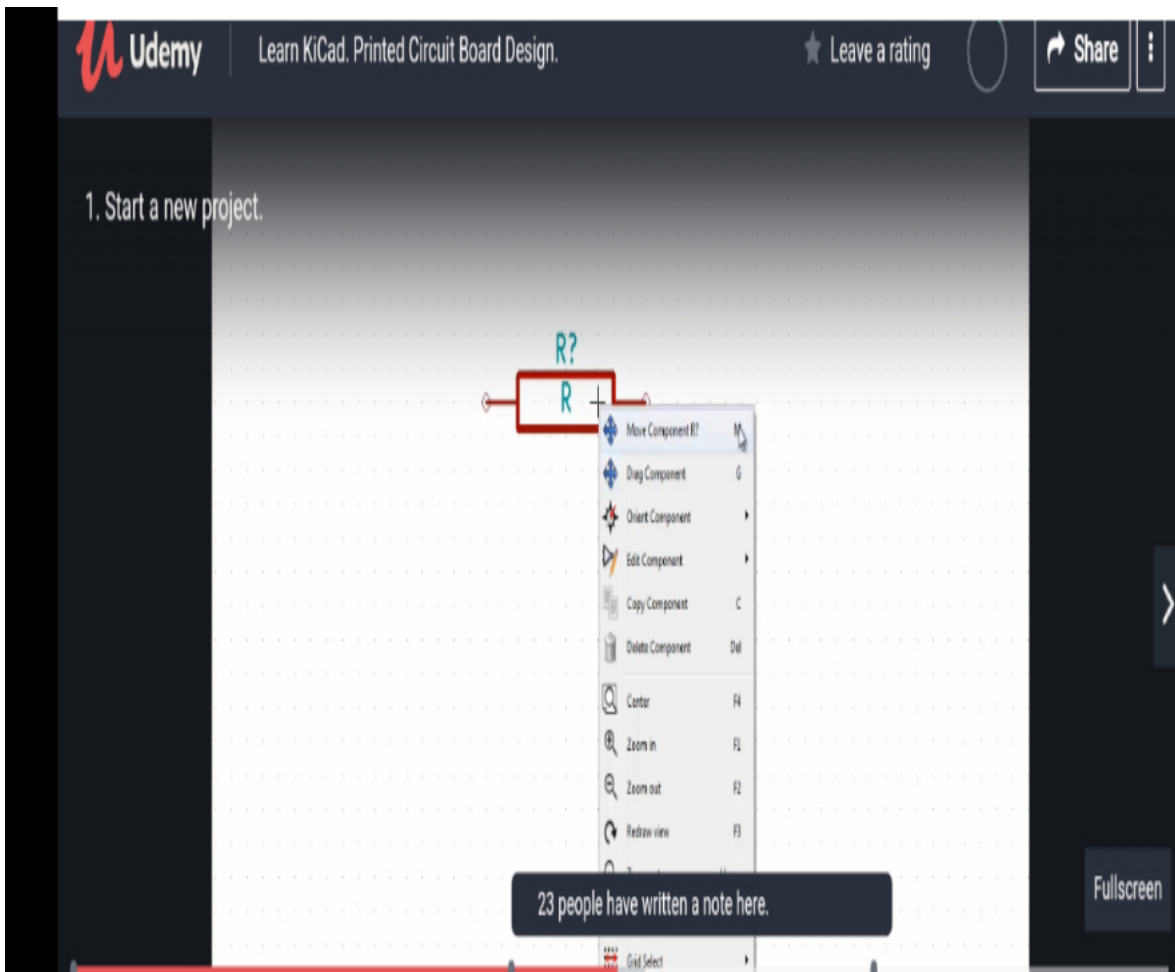 Udemy
Learn KiCad. Printed Circuit Board Design.
Leave a rating
Share
1. Start a new project.
R?
R
Move Component R? M
Drag Component G
Orient Component
Edit Component
Copy Component C
Delete Component Del
Center F4
Zoom in F1
Zoom out F2
Redraw view F3
23 people have written a note here.
Fullscreen
Grid Select